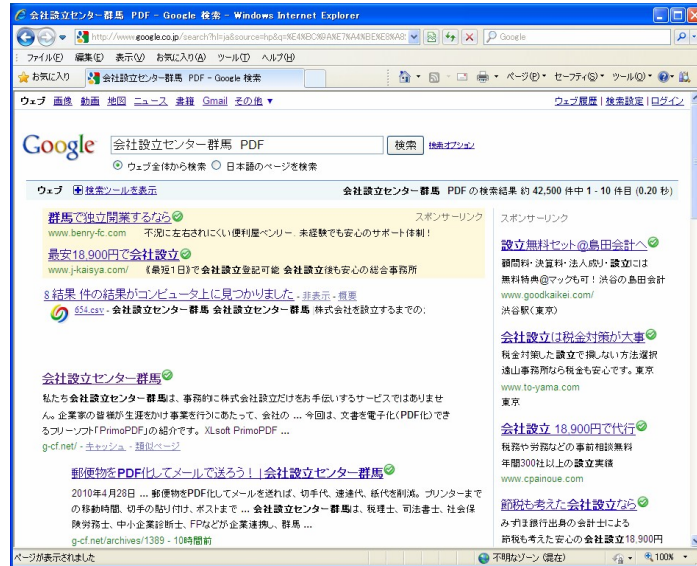 会社設立センター群馬 PDF - Google 検索 - Windows Internet Explorer
http://www.google.co.jp/search?hl=ja&source=hp&q=%E4%BC%9A%E7%A4%BE%E8%A8
Google
ファイル(F) 編集(E) 表示(V) お気に入り(A) ツール(T) ヘルプ(H)
お気に入り 会社設立センター群馬 PDF - Google 検索 ページ(P) セーフティ(S) ツール(O)
ウェブ 画像 動画 地図 ニュース 書籍 Gmail その他 ▼ ウェブ履歴 | 検索設定 | ログイン
Google 会社設立センター群馬 PDF 検索 検索オプション
ウェブ全体から検索 日本語のページを検索
ウェブ 検索ツールを表示 会社設立センター群馬 PDF の検索結果 約 42,500 件中 1 - 10 件目 (0.20 秒)
群馬で独立開業するなら スポンサーリンク
www.benry-fc.com 不況に左右されにくい便利屋ベンリー. 未経験でも安心のサポート体制!
最安18,900円で会社設立
www.j-kaisya.com/ 《最短1日》で会社設立登記可能 会社設立後も安心の総合事務所
8 結果 件の結果がコンピュータ上に見つかりました - 非表示 - 概要
654.csv - 会社設立センター群馬 会社設立センター群馬 株式会社を設立するまでの;
会社設立センター群馬
私たち会社設立センター群馬は、事務的に株式会社設立だけをお手伝いするサービスではありませ
ん。企業家の皆様が生涯をかけ事業を行うにあたって、会社の ... 今回は、文書を電子化(PDF化)でき
るフリーソフト「PrimoPDF」の紹介です。XLsoft PrimoPDF ...
g-cf.net/ - キャッシュ - 類似ページ
郵便物をPDF化してメールで送ろう! | 会社設立センター群馬
2010年4月28日 ... 郵便物をPDF化してメールを送れば、切手代、速達代、紙代を削減。プリンターまで
の移動時間、切手の貼り付け、ポストまで ... 会社設立センター群馬は、税理士、司法書士、社会保
険労務士、中小企業診断士、FPなどが企業連携し、群馬 ...
g-cf.net/archives/1389 - 10時間前
スポンサーリンク
設立無料セット@島田会計へ
顧問料・決算料・法人成り・設立には
無料特典@マックも可! 渋谷の島田会計
www.goodkaikei.com/
渋谷駅(東京)
会社設立は税金対策が大事
税金対策した設立で損しない方法選択
遠山事務所なら税金も安心です。東京
www.to-yama.com
東京
会社設立 18,900円で代行
税務や労務などの事前相談無料
年間300社以上の設立実績
www.cpainoue.com
節税も考えた会社設立なら
みずほ銀行出身の会計士による
節税も考えた安心の会社設立18,900円
ページが表示されました 不明なゾーン (混在) 100%